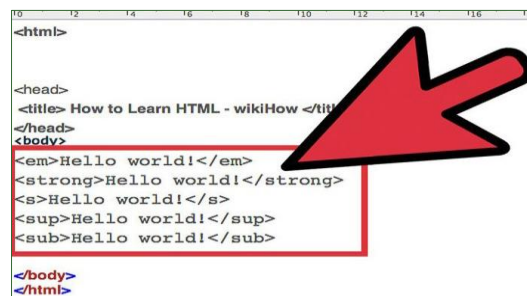 0 2 4 6 8 10 12 14 16
<html>
<head>
<title> How to Learn HTML - wikiHow </titl
</head>
<body>
<em>Hello world!</em>
<strong>Hello world!</strong>
<s>Hello world!</s>
<sup>Hello world!</sup>
<sub>Hello world!</sub>
</body>
</html>